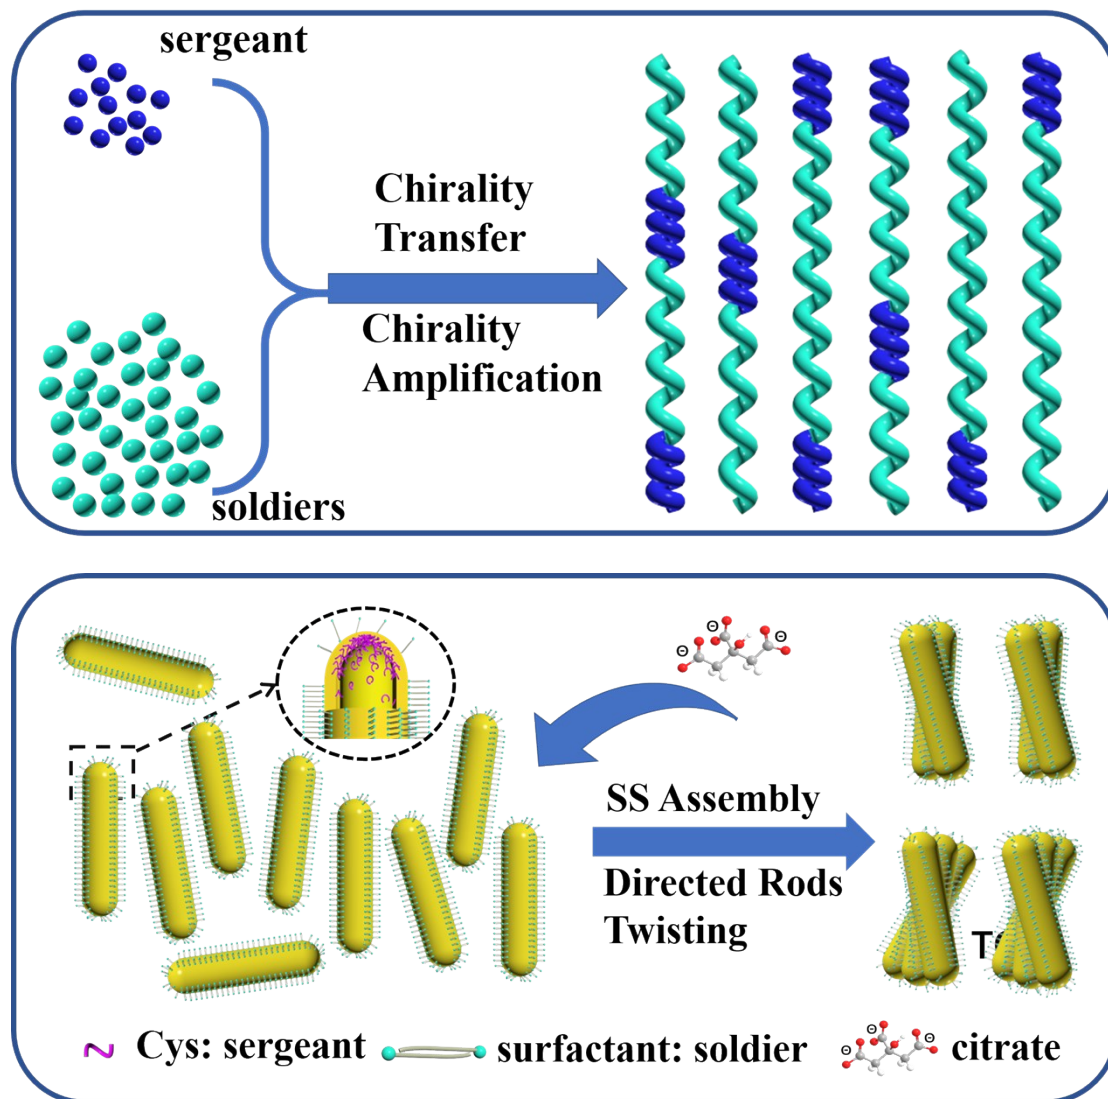 sergeant
Chirality
Transfer
Chirality
Amplification
soldiers
SS Assembly
Directed Rods
Twisting
Cys: sergeant
surfactant: soldier
citrate